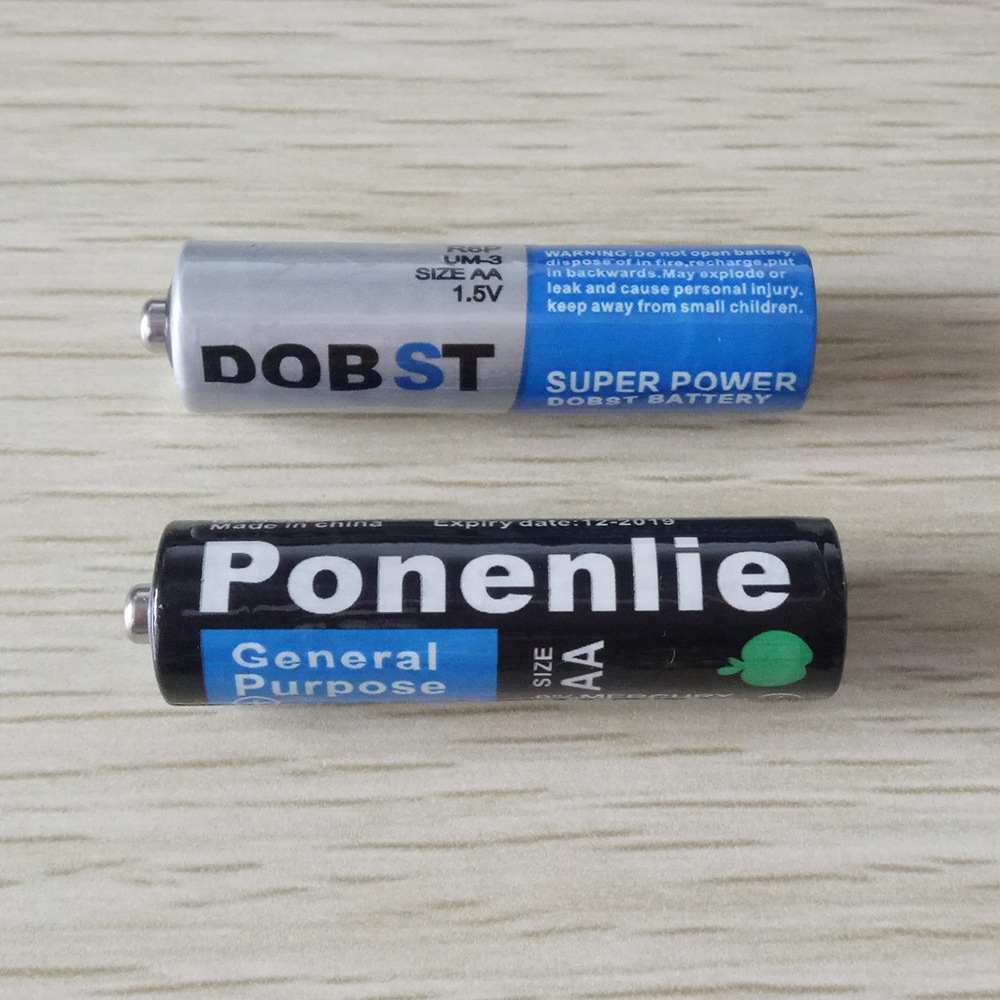 R6P
UM-3
SIZE AA
1.5V
DOBST
WARNING:Do not open battery,
dispose of in fire,recharge,put
in backwards.May explode or
leak and cause personal injury.
keep away from small children.
SUPER POWER
DOBST BATTERY
Made in china Expiry date:12-2019
Ponenlie
General
Purpose
SIZE
AA
0% MERCURY